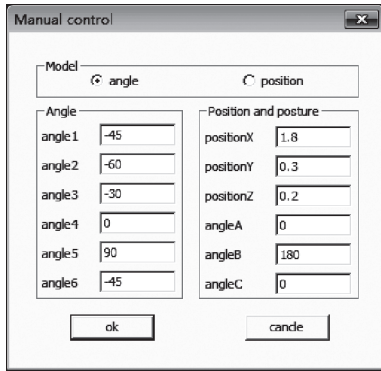 Manual control
Model
angle position
Angle
angle1 -45
angle2 -60
angle3 -30
angle4 0
angle5 90
angle6 -45
Position and posture
positionX 1.8
positionY 0.3
positionZ 0.2
angleA 0
angleB 180
angleC 0
ok cancle